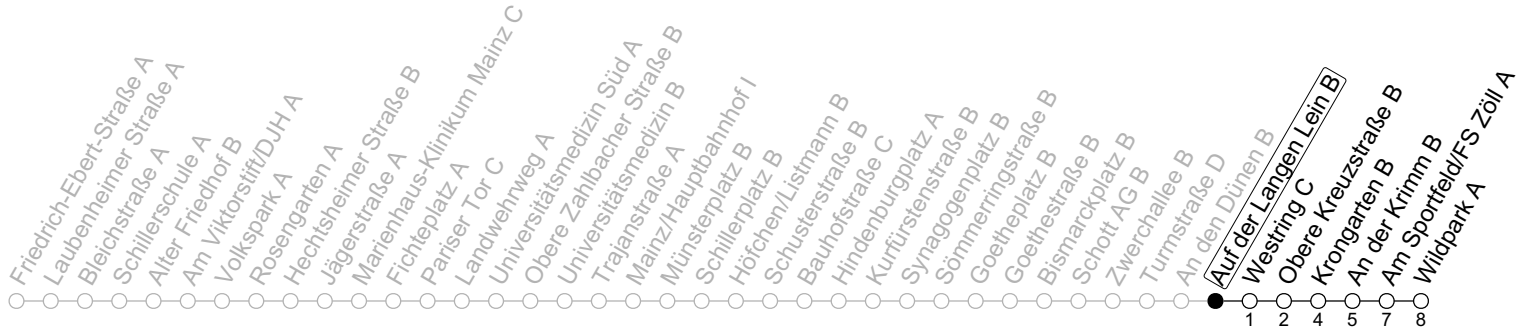 Friedrich-Ebert-Straße A
Laubenheimer Straße A
Bleichstraße A
Schillerschule A
Alter Friedhof B
Am Viktorstift/DJH A
Volkspark A
Rosengarten A
Hechtsheimer Straße B
Jägerstraße A
Marienhaus-Klinikum Mainz C
Fichteplatz A
Pariser Tor C
Landwehrweg A
Universitätsmedizin Süd A
Obere Zahlbacher Straße B
Universitätsmedizin B
Trajanstraße A
Mainz/Hauptbahnhof I
Münsterplatz B
Schillerplatz B
Höfchen/Listmann B
Schusterstraße B
Bauhofstraße C
Hindenburgplatz A
Kurfürstenstraße B
Synagogenplatz B
Sömmerringstraße B
Goetheplatz B
Goethestraße B
Bismarckplatz B
Schott AG B
Zwerchallee B
Turmstraße D
An den Dünen B
Auf der Langen Lein B
Westring C
Obere Kreuzstraße B
Krongarten B
An der Krimm B
Am Sportfeld/FS Zöll A
Wildpark A
1 2 4 5 7 8